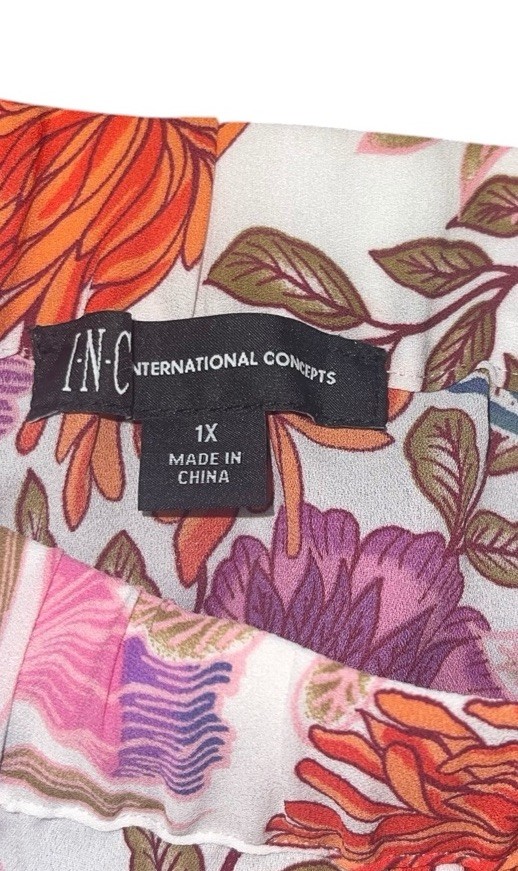 I·N·C INTERNATIONAL CONCEPTS
1X
MADE IN
CHINA